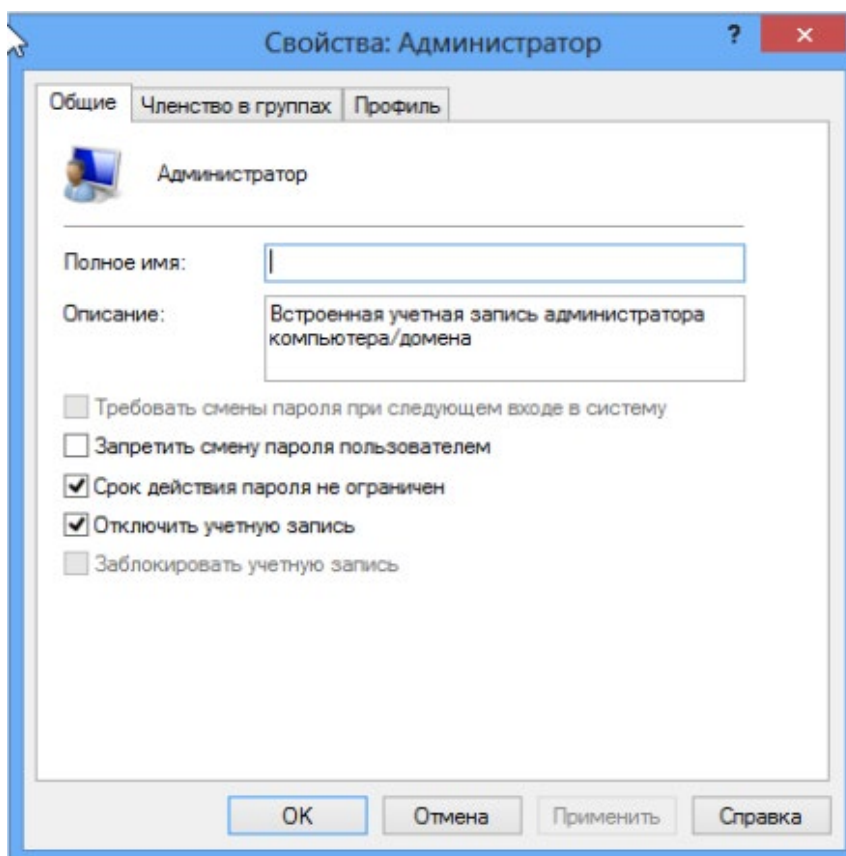 Свойства: Администратор ?
Общие Членство в группах Профиль
Администратор
Полное имя:
Описание: Встроенная учетная запись администратора
компьютера/домена
Требовать смены пароля при следующем входе в систему
Запретить смену пароля пользователем
Срок действия пароля не ограничен
Отключить учетную запись
Заблокировать учетную запись
ОК Отмена Применить Справка